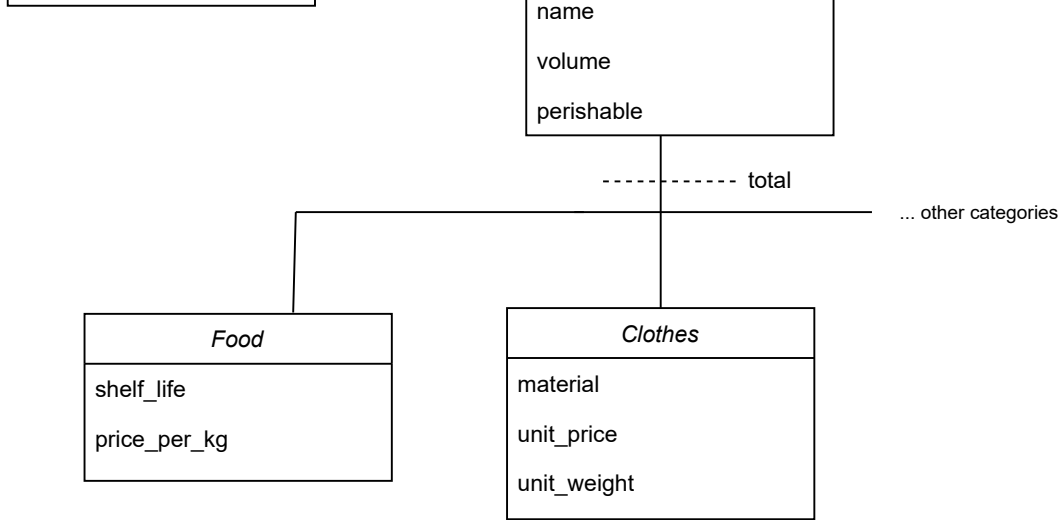 name
volume
perishable
total
... other categories
Food
shelf_life
price_per_kg
Clothes
material
unit_price
unit_weight